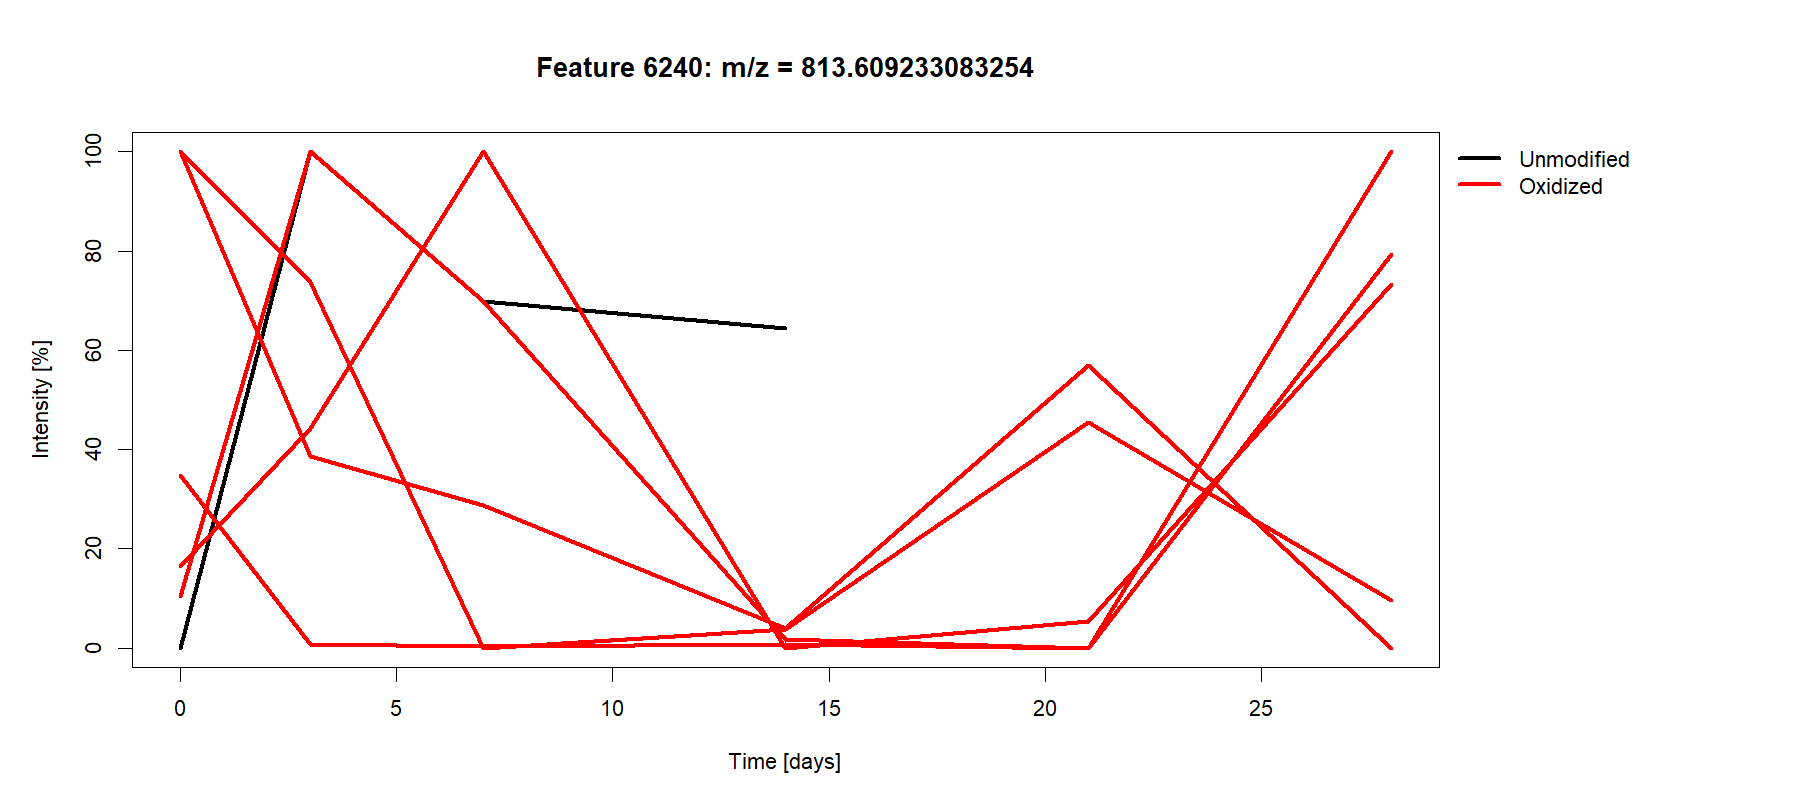 Feature 6240: m/z = 813.609233083254
Unmodified
Oxidized
Intensity [%]
100
80
60
40
20
0
0 5 10 15 20 25
Time [days]